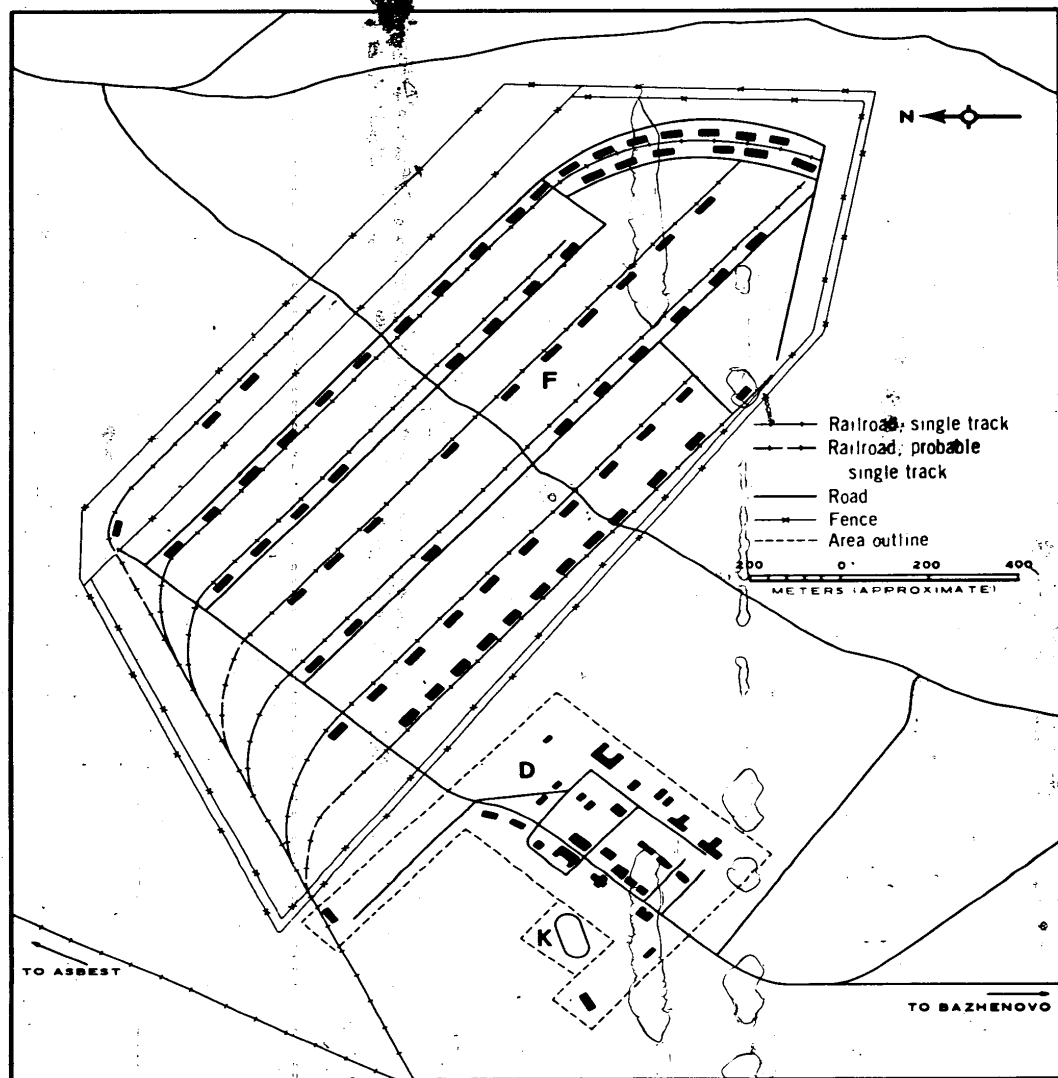 N
F
Railroad, single track
Railroad, probable
single track
Road
Fence
Area outline
200 0 200 400
METERS (APPROXIMATE)
D
K
TO ASBEST
TO BAZHENOVO